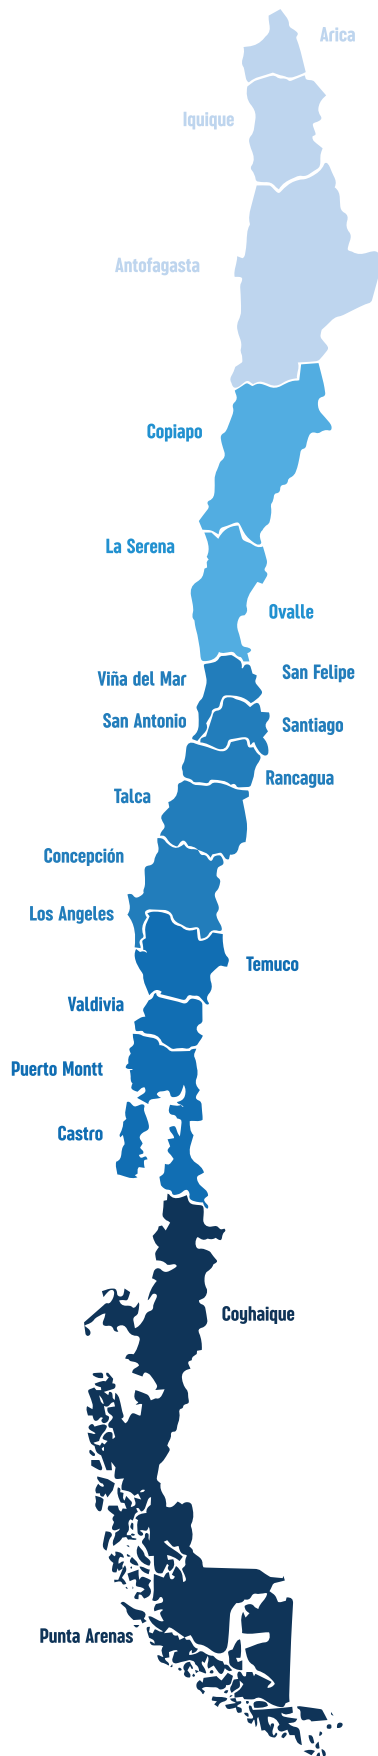 Arica
Iquique
Antofagasta
Copiapo
La Serena
Ovalle
San Felipe
Viña del Mar
San Antonio
Santiago
Rancagua
Talca
Concepción
Los Angeles
Temuco
Valdivia
Puerto Montt
Castro
Coyhaique
Punta Arenas